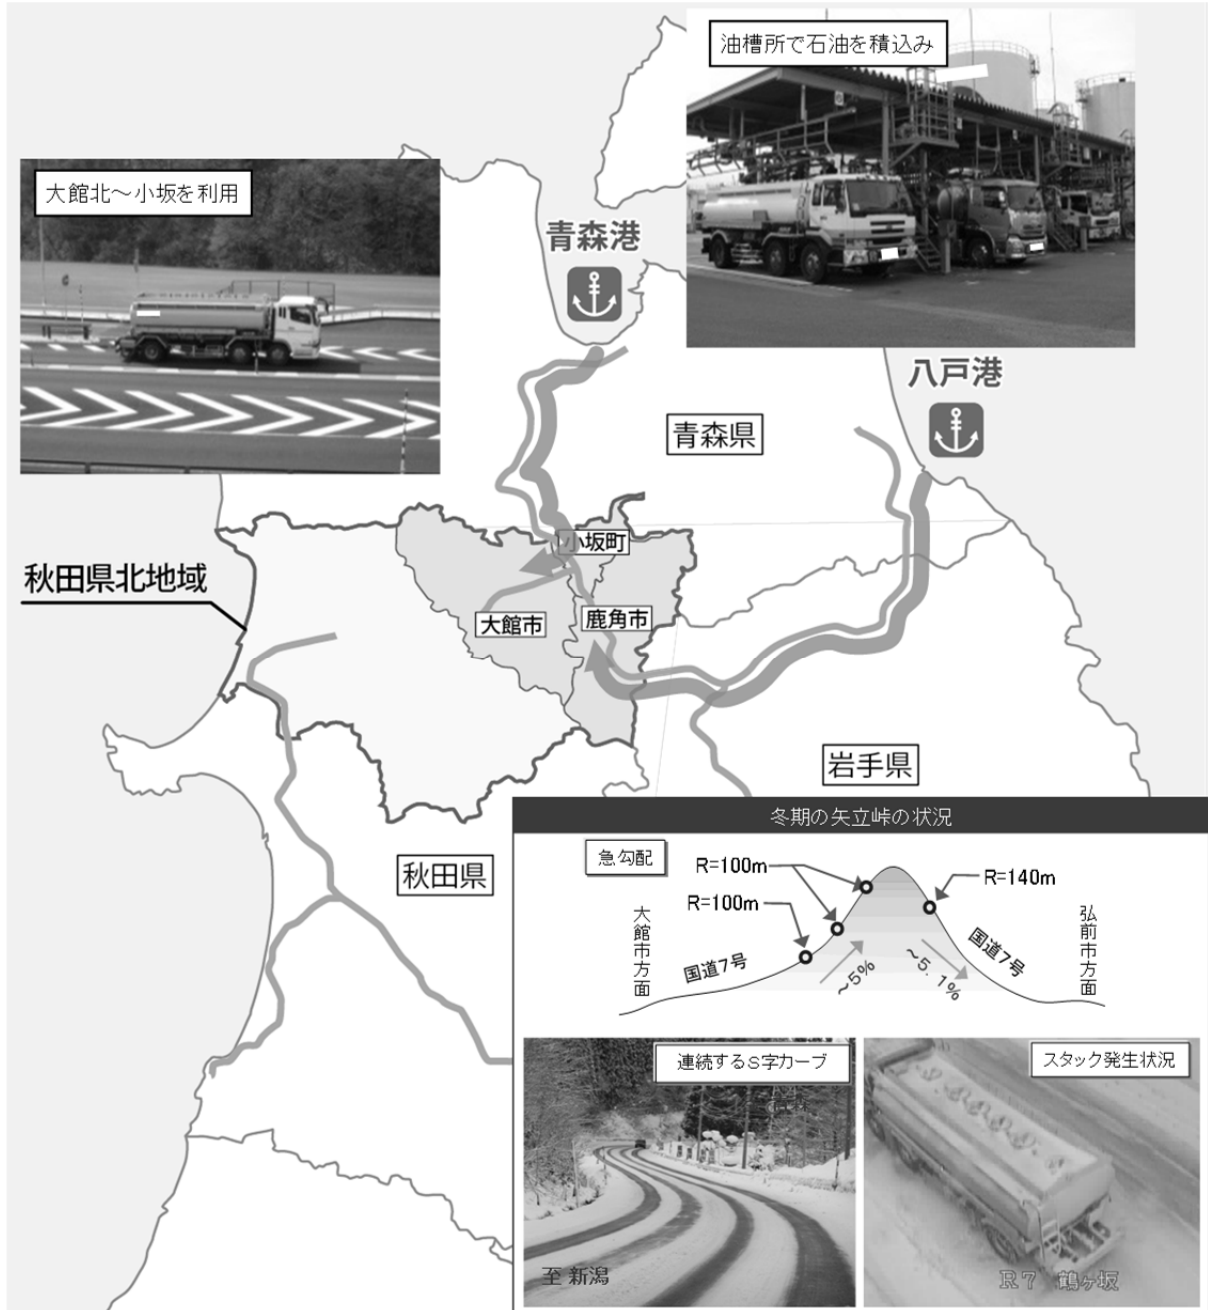 油槽所で石油を積込み
大館北～小坂を利用
青森港
八戸港
青森県
小坂町
秋田県北地域
大館市
鹿角市
岩手県
秋田県
冬期の矢立峠の状況
急勾配
R=100m
R=100m
R=140m
大館市方面
国道7号
～5%
～5.1%
国道7号
弘前市方面
連続するS字カーブ
至 新潟
スタック発生状況
R7 鶴ヶ坂